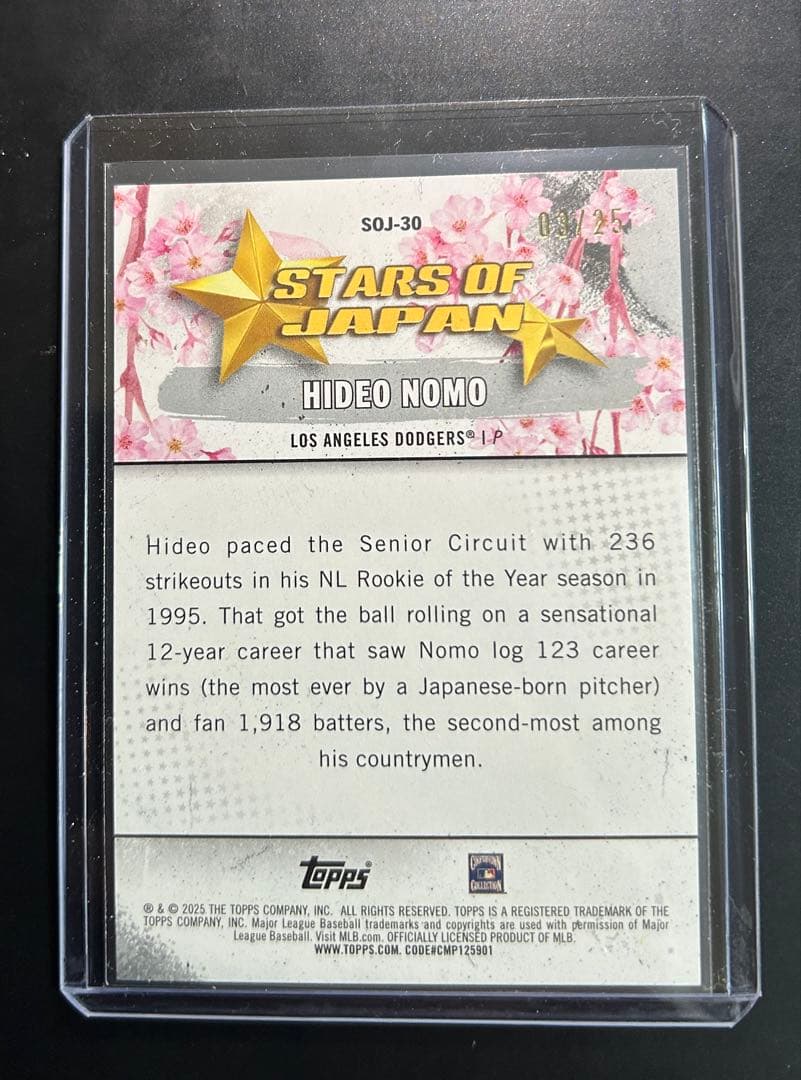 SOJ-30
03/25
STARS OF
JAPAN
HIDEO NOMO
LOS ANGELES DODGERS® | P
Hideo paced the Senior Circuit with 236
strikeouts in his NL Rookie of the Year season in
1995. That got the ball rolling on a sensational
12-year career that saw Nomo log 123 career
wins (the most ever by a Japanese-born pitcher)
and fan 1,918 batters, the second-most among
his countrymen.
Topps®
COOPERSTOWN
COLLECTION
® & © 2025 THE TOPPS COMPANY, INC. ALL RIGHTS RESERVED. TOPPS IS A REGISTERED TRADEMARK OF THE
TOPPS COMPANY, INC. Major League Baseball trademarks and copyrights are used with permission of Major
League Baseball. Visit MLB.com. OFFICIALLY LICENSED PRODUCT OF MLB.
WWW.TOPPS.COM. CODE#CMP125901